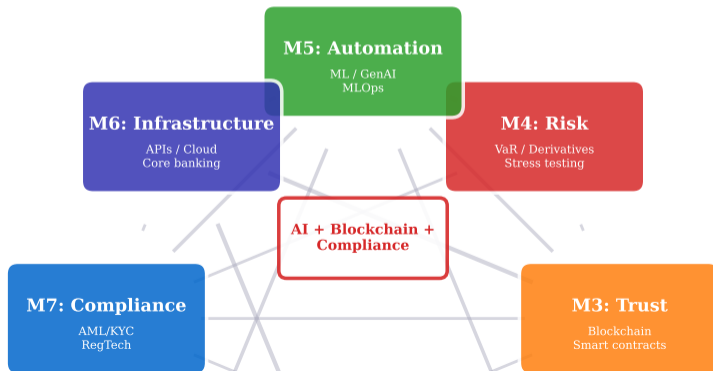 M5: Automation
ML / GenAI
MLOps
M6: Infrastructure
APIs / Cloud
Core banking
M4: Risk
VaR / Derivatives
Stress testing
AI + Blockchain +
Compliance
M7: Compliance
AML/KYC
RegTech
M3: Trust
Blockchain
Smart contracts